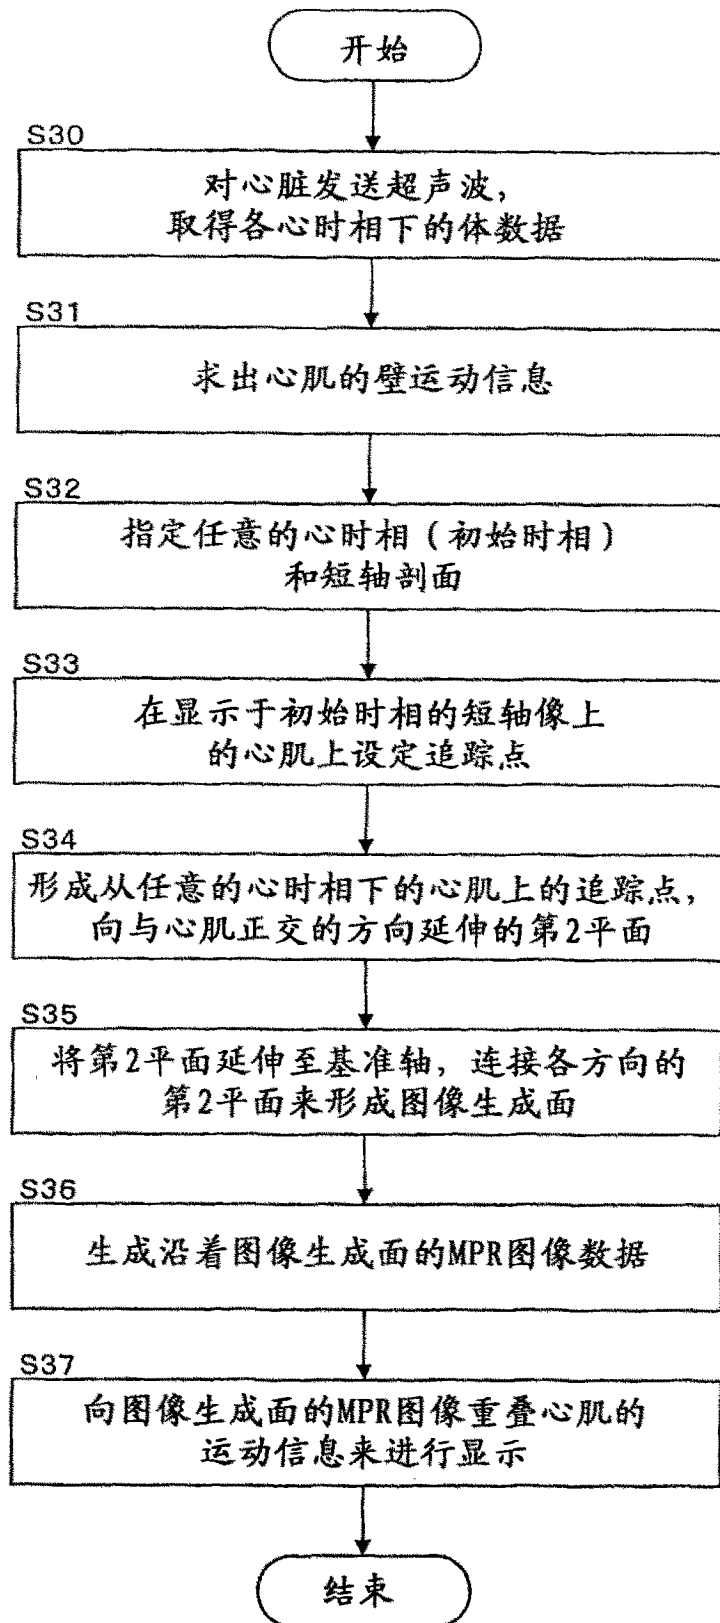 开始
S30
对心脏发送超声波，
取得各心时相下的体数据
S31
求出心肌的壁运动信息
S32
指定任意的心时相（初始时相）
和短轴剖面
S33
在显示于初始时相的短轴像上
的心肌上设定追踪点
S34
形成从任意的心时相下的心肌上的追踪点，
向与心肌正交的方向延伸的第2平面
S35
将第2平面延伸至基准轴，连接各方向的
第2平面来形成图像生成面
S36
生成沿着图像生成面的MPR图像数据
S37
向图像生成面的MPR图像重叠心肌的
运动信息来进行显示
结束